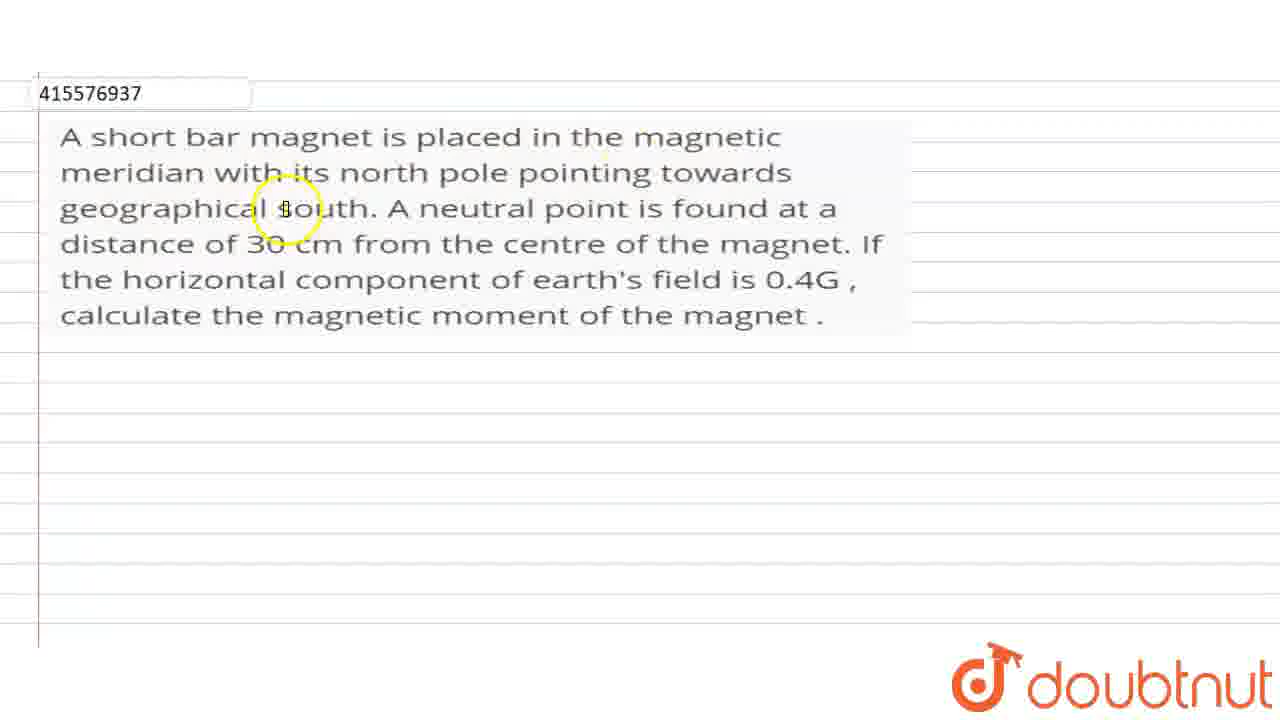 415576937
A short bar magnet is placed in the magnetic
meridian with its north pole pointing towards
geographical south. A neutral point is found at a
distance of 30 cm from the centre of the magnet. If
the horizontal component of earth's field is 0.4G ,
calculate the magnetic moment of the magnet .
doubtnut